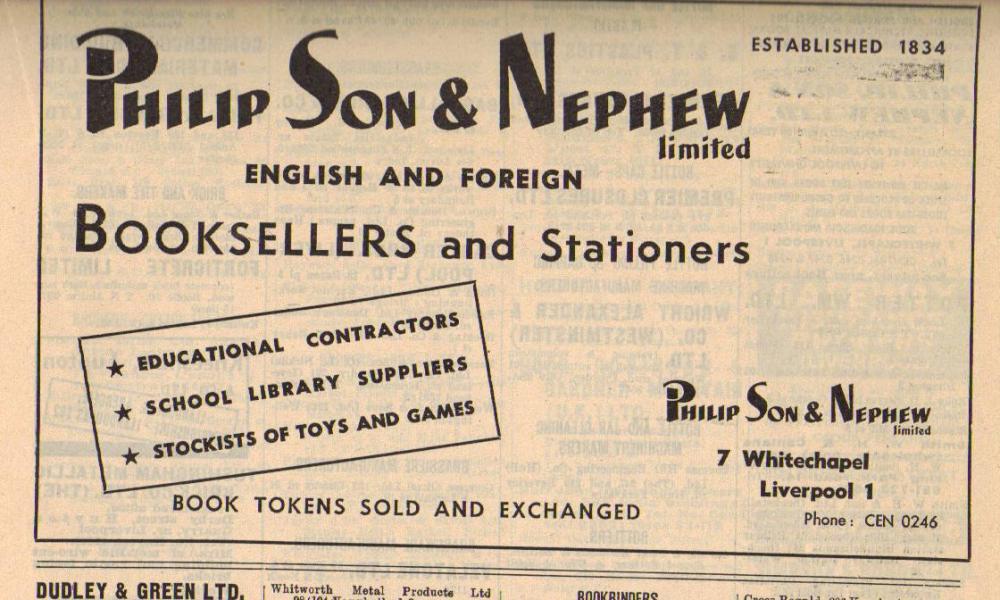 ESTABLISHED 1834
PHILIP SON & NEPHEW
limited
ENGLISH AND FOREIGN
BOOKSELLERS and Stationers
★ EDUCATIONAL CONTRACTORS
★ SCHOOL LIBRARY SUPPLIERS
★ STOCKISTS OF TOYS AND GAMES
BOOK TOKENS SOLD AND EXCHANGED
PHILIP SON & NEPHEW
limited
7 Whitechapel
Liverpool 1
Phone: CEN 0246
DUDLEY & GREEN LTD.
Whitworth Metal Products Ltd
BOOKBINDERS